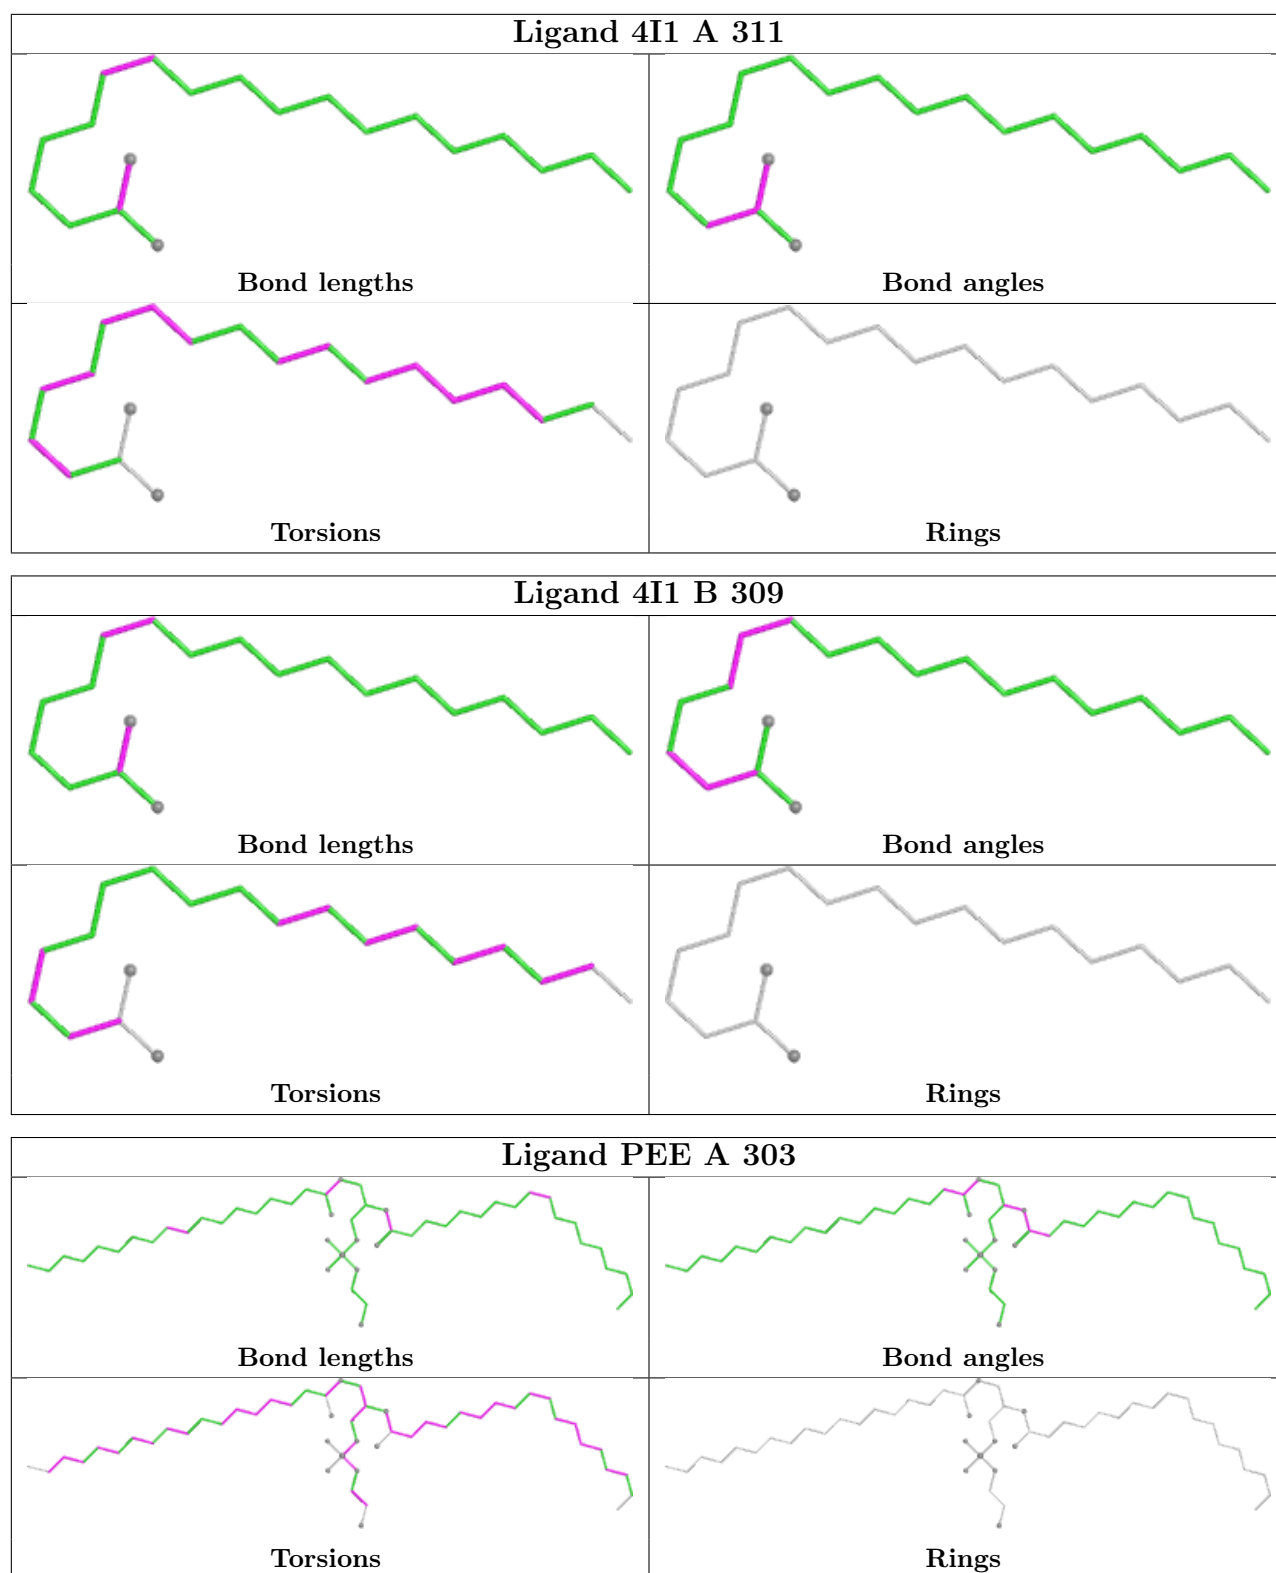 Ligand 4I1 A 311
Bond lengths
Bond angles
Torsions
Rings
Ligand 4I1 B 309
Bond lengths
Bond angles
Torsions
Rings
Ligand PEE A 303
Bond lengths
Bond angles
Torsions
Rings